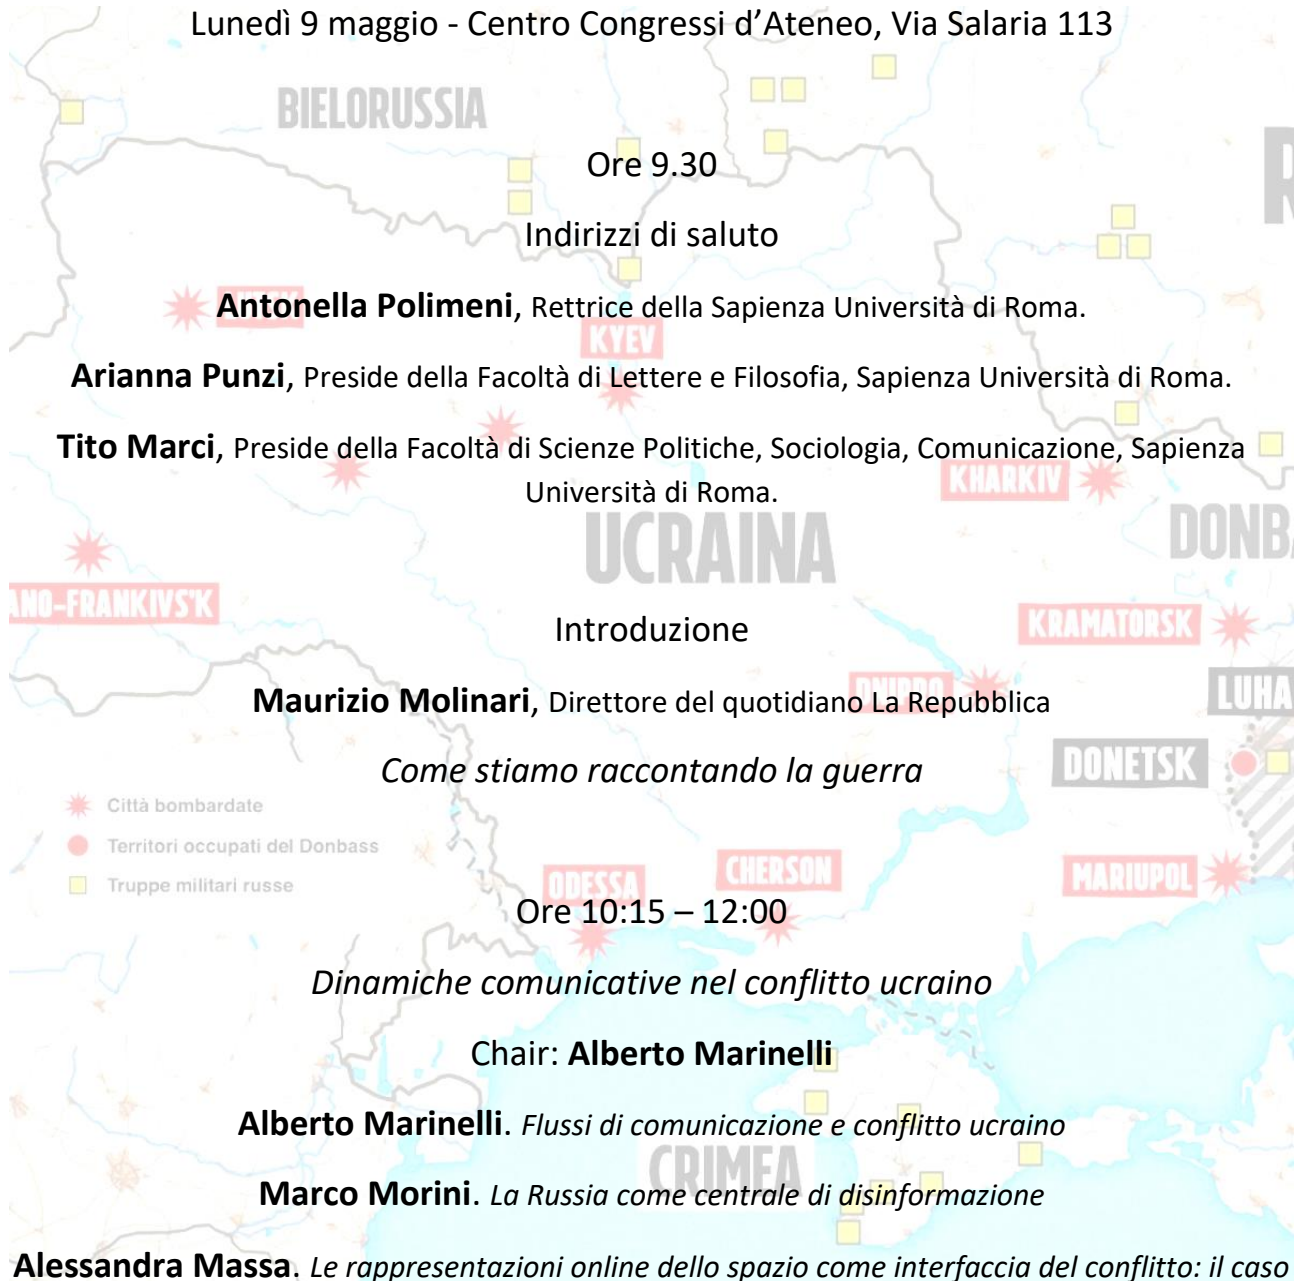 Lunedì 9 maggio - Centro Congressi d’Ateneo, Via Salaria 113
BIELORUSSIA
Ore 9.30
Indirizzi di saluto
Antonella Polimeni, Rettrice della Sapienza Università di Roma.
KYEV
Arianna Punzi, Preside della Facoltà di Lettere e Filosofia, Sapienza Università di Roma.
Tito Marci, Preside della Facoltà di Scienze Politiche, Sociologia, Comunicazione, Sapienza
Università di Roma.
KHARKIV
UCRAINA
DONBA
ANO-FRANKIVS'K
Introduzione
KRAMATORSK
Maurizio Molinari, Direttore del quotidiano La Repubblica
DNIPRO
LUHA
Come stiamo raccontando la guerra
DONETSK
Città bombardate
Territori occupati del Donbass
Truppe militari russe
ODESSA
CHERSON
MARIUPOL
Ore 10:15 – 12:00
Dinamiche comunicative nel conflitto ucraino
Chair: Alberto Marinelli
Alberto Marinelli. Flussi di comunicazione e conflitto ucraino
CRIMEA
Marco Morini. La Russia come centrale di disinformazione
Alessandra Massa. Le rappresentazioni online dello spazio come interfaccia del conflitto: il caso